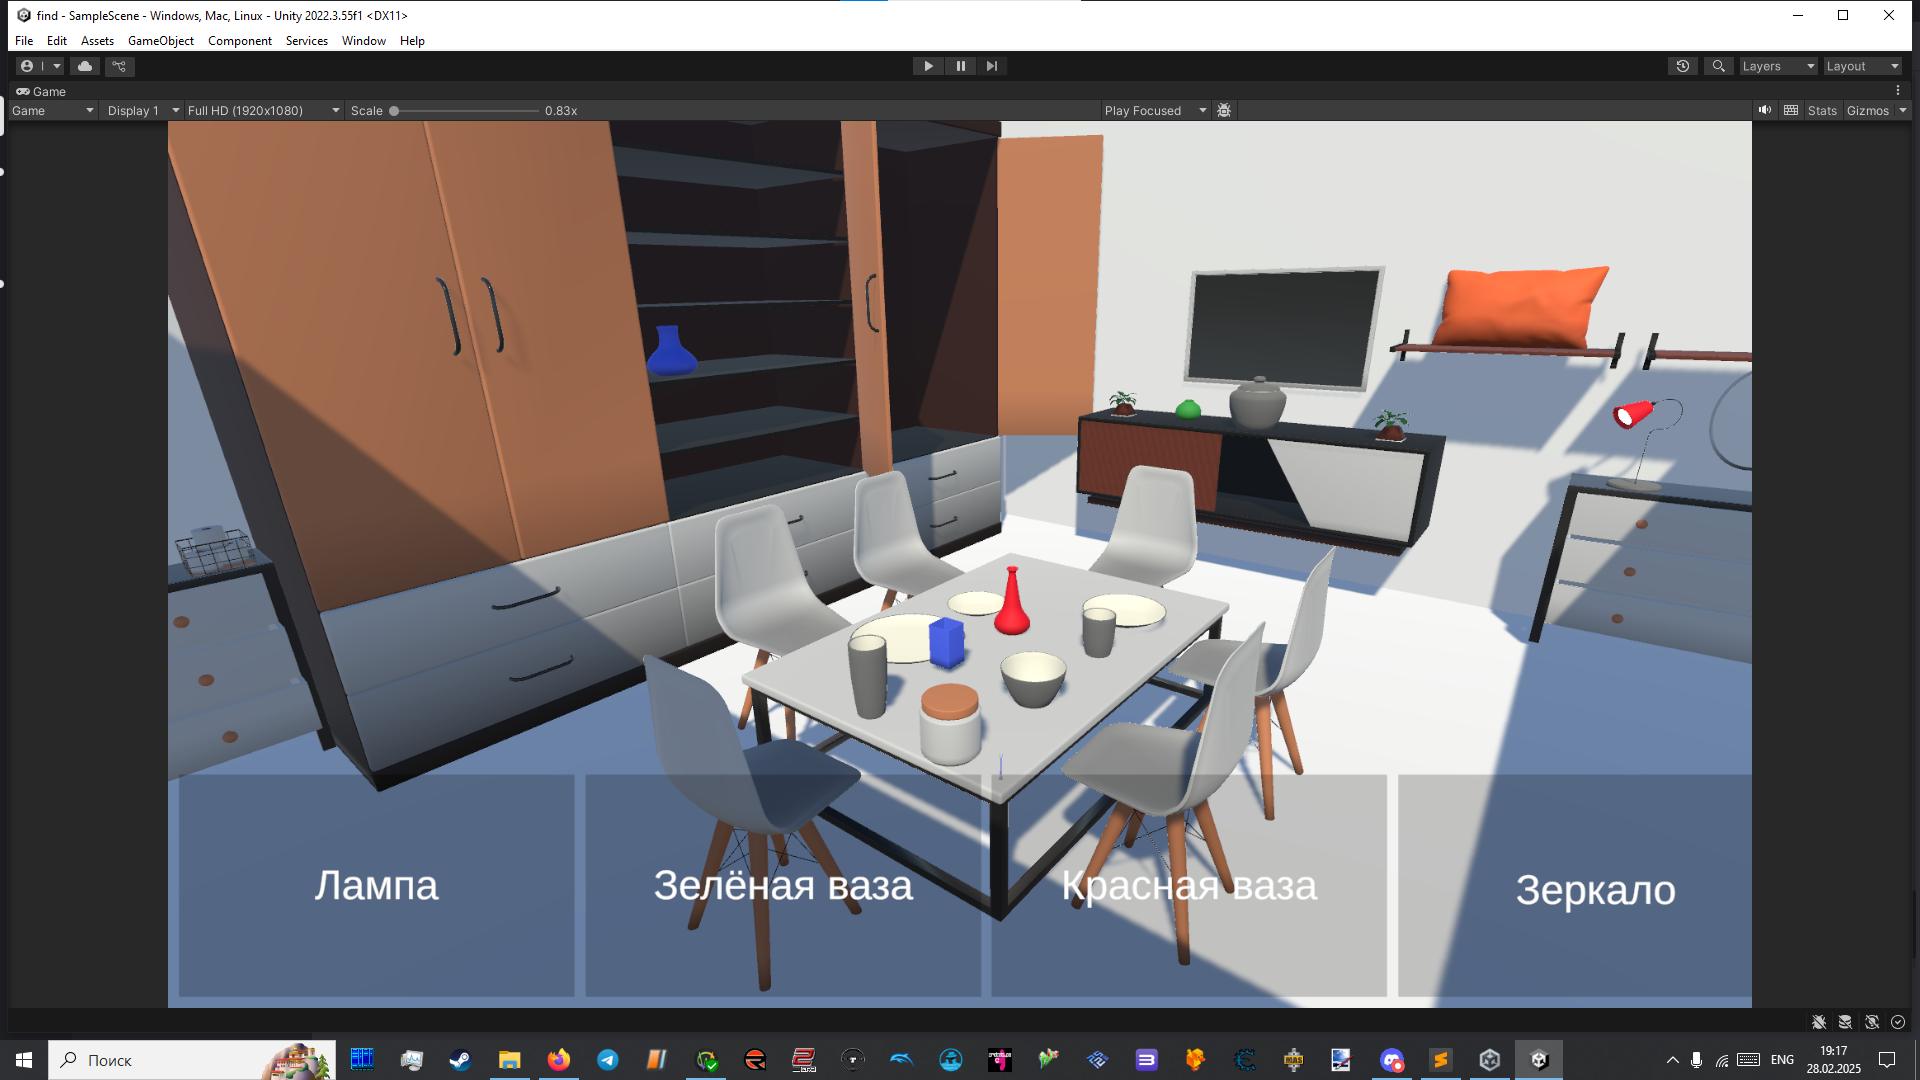 find - SampleScene - Windows, Mac, Linux - Unity 2022.3.55f1 <DX11>
File Edit Assets GameObject Component Services Window Help
I Layers Layout
Game
Game Display 1 Full HD (1920x1080) Scale 0.83x Play Focused Stats Gizmos
Лампа
Зелёная ваза
Красная ваза
Зеркало
Поиск
ENG
19:17
28.02.2025